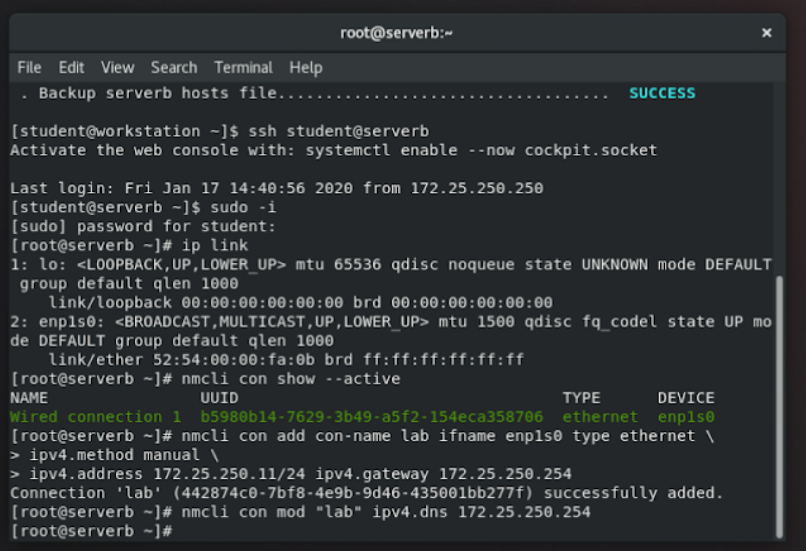 root@serverb:~ ×
File Edit View Search Terminal Help
. Backup serverb hosts file................................... SUCCESS
[student@workstation ~]$ ssh student@serverb
Activate the web console with: systemctl enable --now cockpit.socket
Last login: Fri Jan 17 14:40:56 2020 from 172.25.250.250
[student@serverb ~]$ sudo -i
[sudo] password for student:
[root@serverb ~]# ip link
1: lo: <LOOPBACK,UP,LOWER_UP> mtu 65536 qdisc noqueue state UNKNOWN mode DEFAULT
group default qlen 1000
link/loopback 00:00:00:00:00:00 brd 00:00:00:00:00:00
2: enp1s0: <BROADCAST,MULTICAST,UP,LOWER_UP> mtu 1500 qdisc fq_codel state UP mo
de DEFAULT group default qlen 1000
link/ether 52:54:00:00:fa:0b brd ff:ff:ff:ff:ff:ff
[root@serverb ~]# nmcli con show --active
NAME UUID TYPE DEVICE
Wired connection 1 b5980b14-7629-3b49-a5f2-154eca358706 ethernet enp1s0
[root@serverb ~]# nmcli con add con-name lab ifname enp1s0 type ethernet \
> ipv4.method manual \
> ipv4.address 172.25.250.11/24 ipv4.gateway 172.25.250.254
Connection 'lab' (442874c0-7bf8-4e9b-9d46-435001bb277f) successfully added.
[root@serverb ~]# nmcli con mod "lab" ipv4.dns 172.25.250.254
[root@serverb ~]#